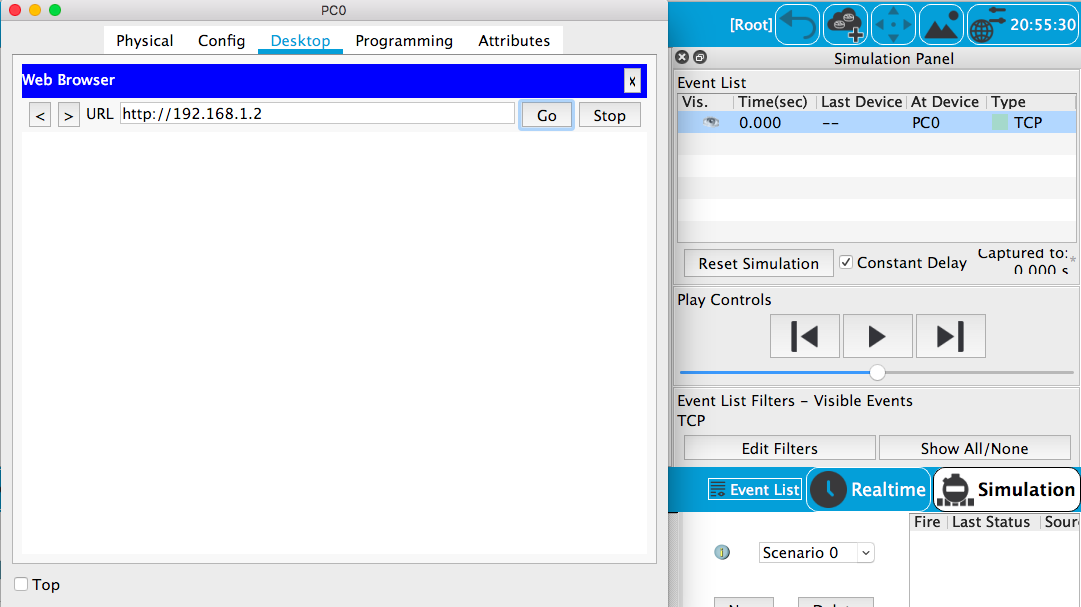 PC0
Physical Config Desktop Programming Attributes
Web Browser X
< > URL http://192.168.1.2 Go Stop
Top
[Root] 20:55:30
Simulation Panel
Event List
Vis. Time(sec) Last Device At Device Type
0.000 -- PC0 TCP
Reset Simulation Constant Delay Captured to: *
0.000 s
Play Controls
Event List Filters - Visible Events
TCP
Edit Filters Show All/None
Event List Realtime Simulation
Fire Last Status Sour
Scenario 0